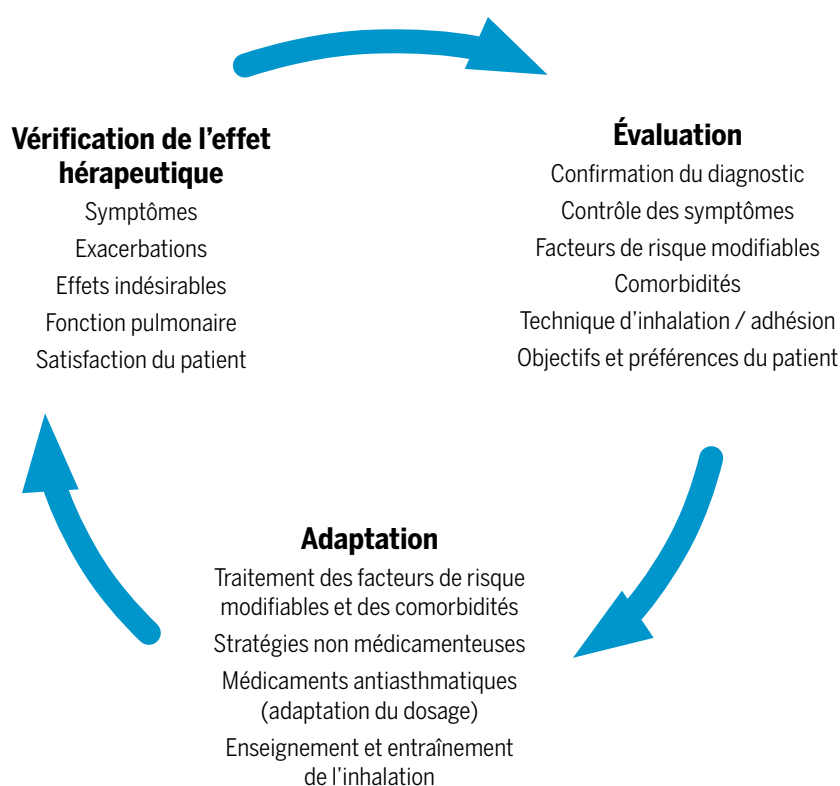 Vérification de l’effet
hérapeutique
Symptômes
Exacerbations
Effets indésirables
Fonction pulmonaire
Satisfaction du patient
Évaluation
Confirmation du diagnostic
Contrôle des symptômes
Facteurs de risque modifiables
Comorbidités
Technique d’inhalation / adhésion
Objectifs et préférences du patient
Adaptation
Traitement des facteurs de risque
modifiables et des comorbidités
Stratégies non médicamenteuses
Médicaments antiasthmatiques
(adaptation du dosage)
Enseignement et entraînement
de l’inhalation